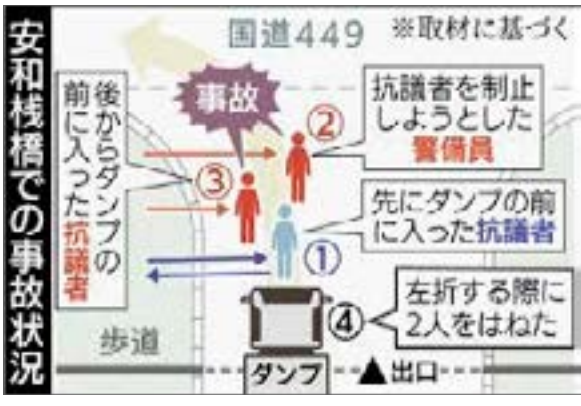 安和桟橋での事故状況
国道449
※取材に基づく
事故
②
抗議者を制止
しようとした
警備員
後からダンプの
前に入った抗議者
③
先にダンプの前
に入った抗議者
①
④
左折する際に
2人をはねた
歩道
ダンプ
▲出口